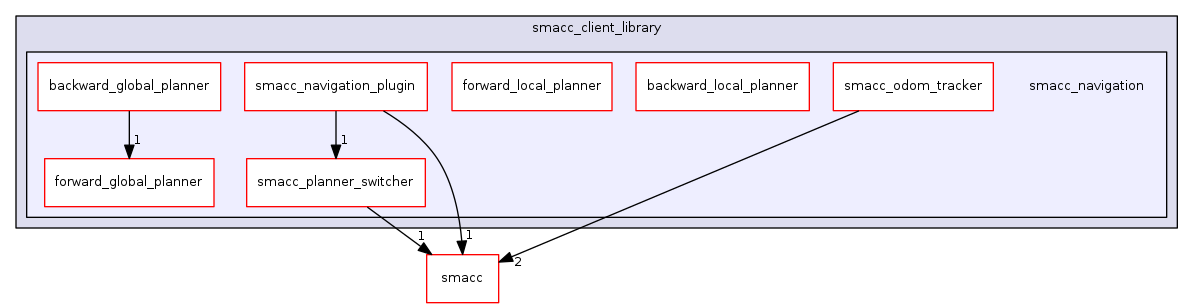 smacc_client_library
backward_global_planner
smacc_navigation_plugin
forward_local_planner
backward_local_planner
smacc_odom_tracker
smacc_navigation
1
1
forward_global_planner
smacc_planner_switcher
1
1
2
smacc